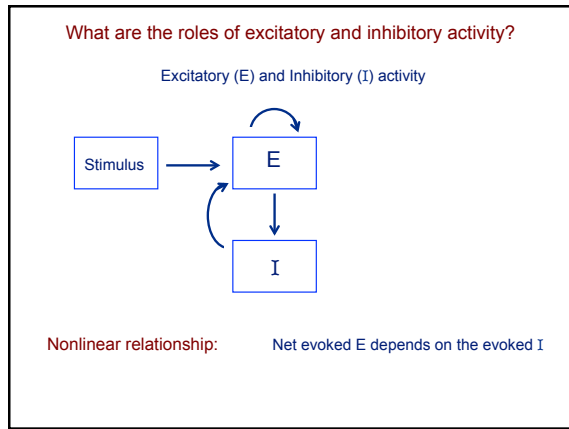 What are the roles of excitatory and inhibitory activity?
Excitatory (E) and Inhibitory (I) activity
Stimulus
E
I
Nonlinear relationship: Net evoked E depends on the evoked I